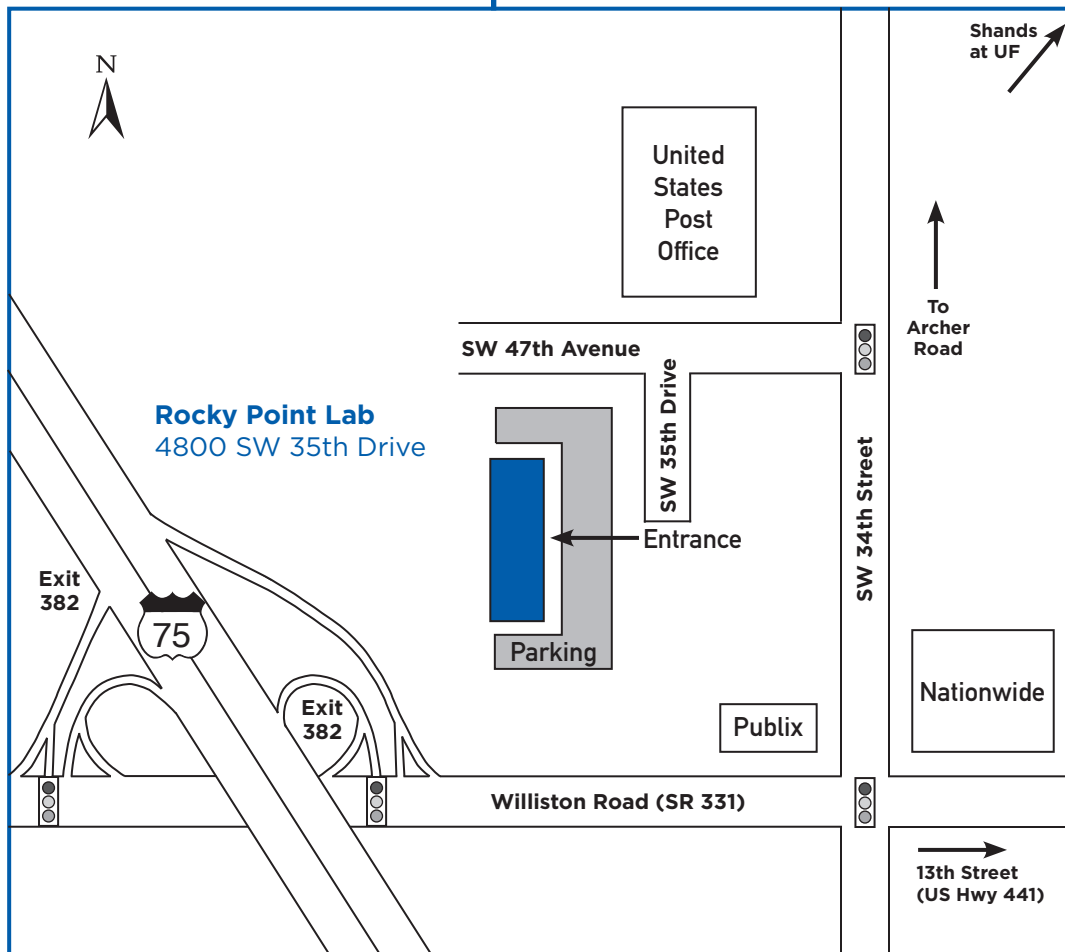 Shands
at UF
N
United
States
Post
Office
To
Archer
Road
SW 47th Avenue
SW 35th Drive
Rocky Point Lab
4800 SW 35th Drive
SW 34th Street
Entrance
Exit
382
75
Parking
Nationwide
Exit
382
Publix
Williston Road (SR 331)
13th Street
(US Hwy 441)